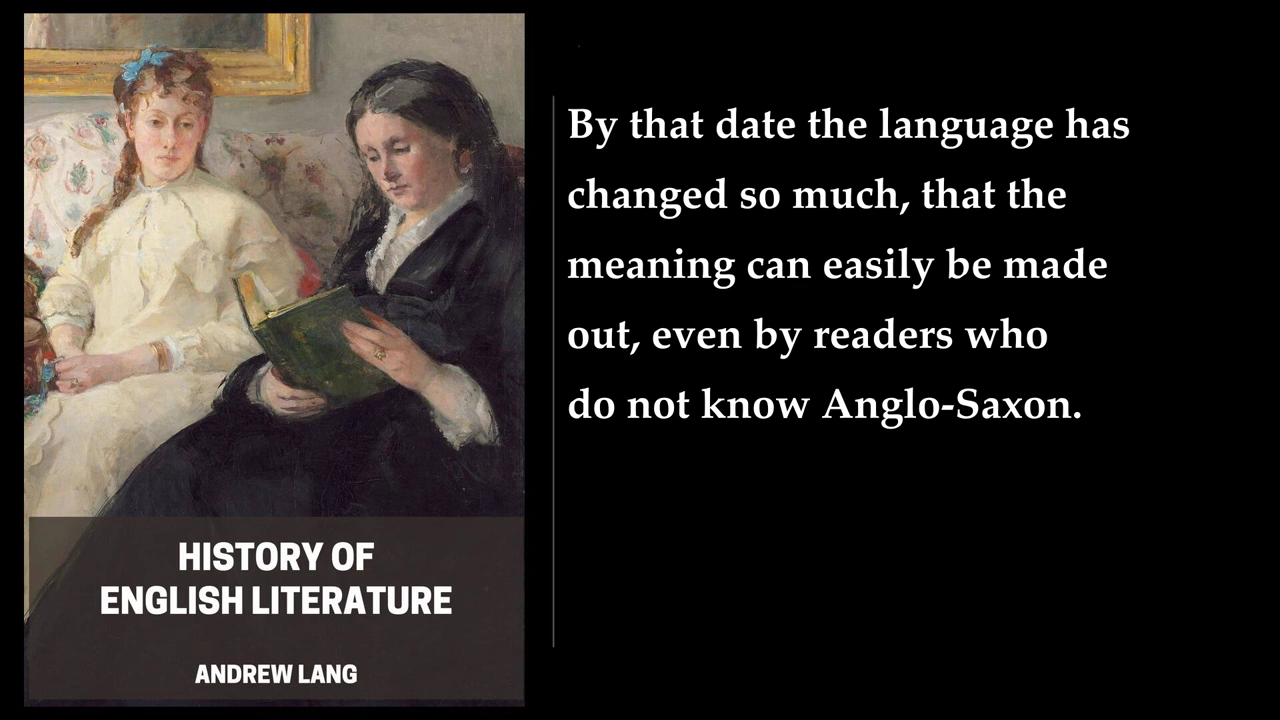 HISTORY OF
ENGLISH LITERATURE
ANDREW LANG
By that date the language has
changed so much, that the
meaning can easily be made
out, even by readers who
do not know Anglo-Saxon.